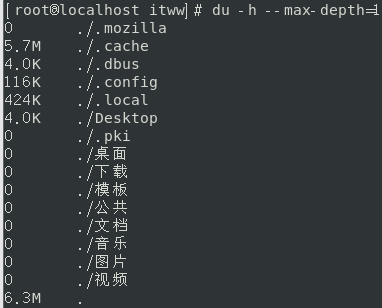 [root@localhost itww]# du -h --max-depth=1
0 ./.mozilla
5.7M ./.cache
4.0K ./.dbus
116K ./.config
424K ./.local
4.0K ./Desktop
0 ./.pki
0 ./桌面
0 ./下载
0 ./模板
0 ./公共
0 ./文档
0 ./音乐
0 ./图片
0 ./视频
6.3M .